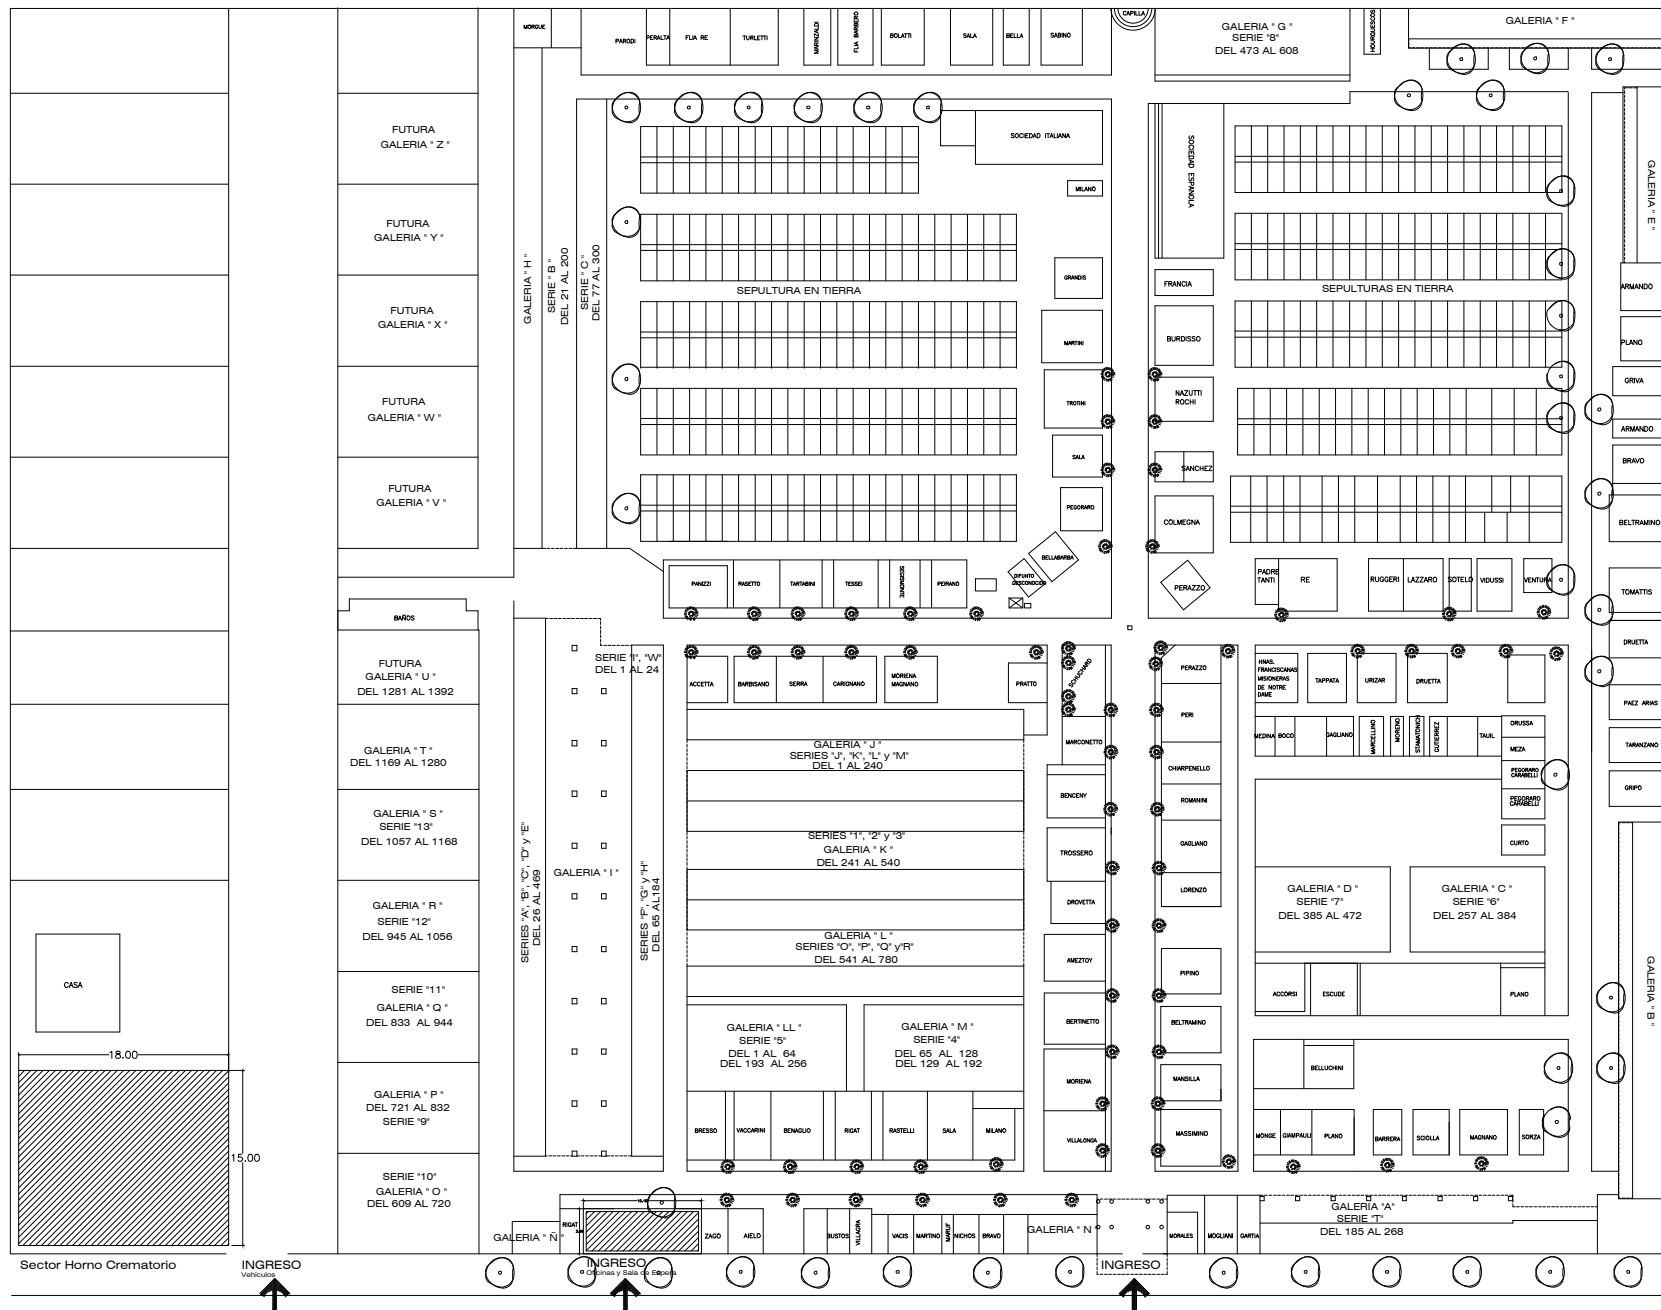 MORGUE
PARODI
PERALTA
FLIA RE
TURLETTI
MARINZALDI
FLIA BARBERO
BOLATTI
SALA
BELLA
SABINO
CAPILLA
GALERIA " G "
SERIE "8"
DEL 473 AL 608
HOURQUESCOS
GALERIA " F "
FUTURA
GALERIA " Z "
FUTURA
GALERIA " Y "
FUTURA
GALERIA " X "
FUTURA
GALERIA " W "
FUTURA
GALERIA " V "
GALERIA " H "
SERIE " B "
DEL 21 AL 200
SERIE " C "
DEL 77 AL 300
SOCIEDAD ITALIANA
MILANO
SEPULTURA EN TIERRA
GRANDIS
MARTINI
TROTINI
SALA
PEGORARO
BELLABARBA
DIFUNTO
DESCONOCIDO
SOCIEDAD ESPAÑOLA
FRANCIA
BURDISSO
NAZUTTI
ROCHI
SANCHEZ
COLMEGNA
PERAZZO
SEPULTURAS EN TIERRA
GALERIA " E "
ARMANDO
PLANO
GRIVA
ARMANDO
BRAVO
BELTRAMINO
TOMATTIS
DRUETTA
PAEZ ARIAS
TARANZANO
GRIPO
PANIZZI
RASETTO
TARTABINI
TESSEI
SEGISMONTE
PEIRANO
PADRE
TANTI
RE
RUGGERI
LAZZARO
SOTELO
VIDUSSI
VENTURA
BAÑOS
FUTURA
GALERIA " U "
DEL 1281 AL 1392
GALERIA " T "
DEL 1169 AL 1280
GALERIA " S "
SERIE "13"
DEL 1057 AL 1168
GALERIA " R "
SERIE "12"
DEL 945 AL 1056
SERIE "11"
GALERIA " Q "
DEL 833 AL 944
GALERIA " P "
DEL 721 AL 832
SERIE "9"
SERIE "10"
GALERIA " O "
DEL 609 AL 720
SERIE "I", "W"
DEL 1 AL 24
SERIES "A", "B", "C", "D" y "E"
DEL 26 AL 469
GALERIA " I "
SERIES "F", "G" y "H"
DEL 65 AL184
ACCETTA
BARBISANO
SERRA
CARIGNANO
MORIENA
MAGNANO
PRATTO
SCHUCHARD
GALERIA " J "
SERIES "J", "K", "L" y "M"
DEL 1 AL 240
SERIES "1", "2" y "3"
GALERIA " K "
DEL 241 AL 540
GALERIA " L "
SERIES "O", "P", "Q" y"R"
DEL 541 AL 780
GALERIA " LL "
SERIE "5"
DEL 1 AL 64
DEL 193 AL 256
GALERIA " M "
SERIE "4"
DEL 65 AL 128
DEL 129 AL 192
BRESSO
VACCARINI
BENAGLIO
RIGAT
RASTELLI
SALA
MILANO
MARCONETTO
BENCENY
TROSSERO
DROVETTA
AMEZTOY
BERTINETTO
MORIENA
VILLALONGA
PERAZZO
PERI
CHIARPENELLO
ROMANINI
GAGLIANO
LORENZO
PIPINO
BELTRAMINO
MANSILLA
MASSIMINO
HNAS.
FRANCISCANAS
MISIONERAS
DE NOTRE
DAME
TAPPATA
URIZAR
DRUETTA
MEDINA
BOCO
GAGLIANO
MARCELLINO
MORENO
STAMATONICH
GUTIERREZ
TAUIL
ORUSSA
MEZA
PEGORARO
CARABELLI
PEGORARO
CARABELLI
CURTO
GALERIA " D "
SERIE "7"
DEL 385 AL 472
GALERIA " C "
SERIE "6"
DEL 257 AL 384
ACCORSI
ESCUDE
PLANO
BELLUCHINI
MONGE
GIAMPAULI
PLANO
BARRERA
SCIOLLA
MAGNANO
SORZA
GALERIA " B "
CASA
18.00
15.00
Sector Horno Crematorio
INGRESO
Vehículos
GALERIA " Ñ "
RIGAT
ZAGO
AIELO
BUSTOS
VILLAGRA
VACIS
MARTINO
MARUF
NICHOS
BRAVO
GALERIA " N "
MORALES
MOGLIANI
GARTIA
GALERIA "A"
SERIE "T"
DEL 185 AL 268
INGRESO
Oficinas y Sala de Espera
INGRESO